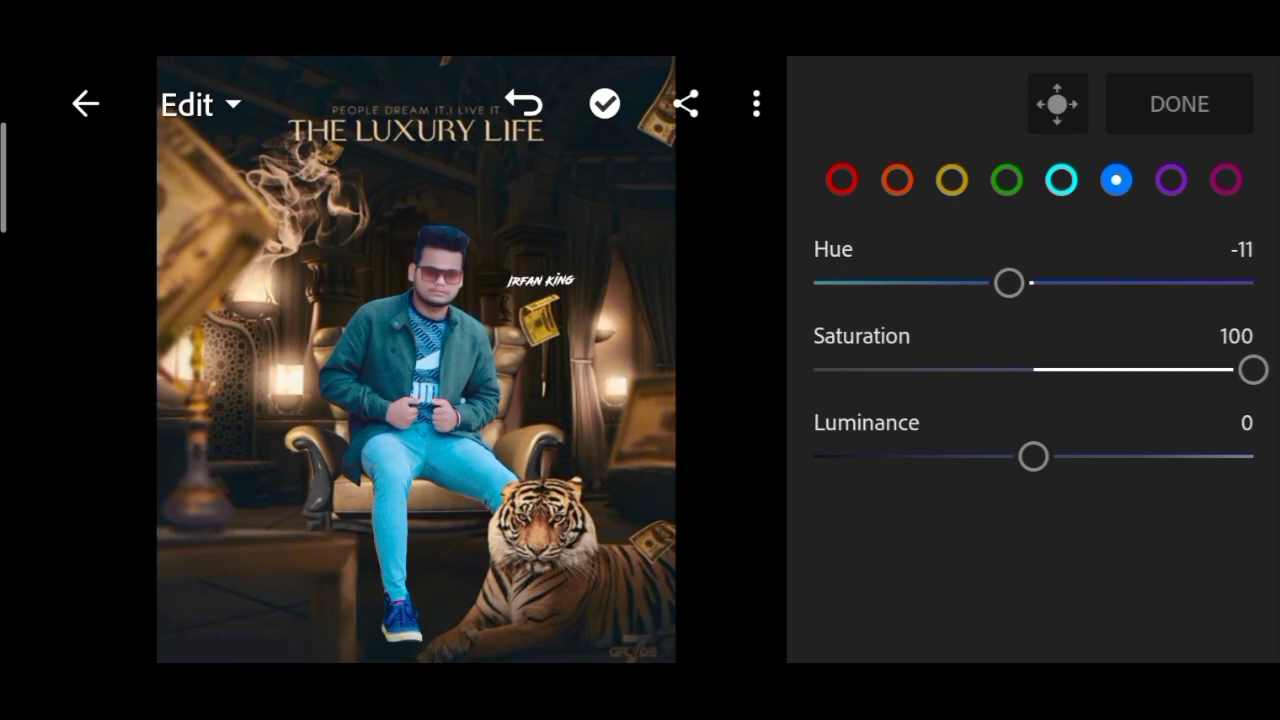 Edit
DONE
PEOPLE DREAM IT,I LIVE IT
THE LUXURY LIFE
Hue
-11
IRFAN KING
Saturation
100
Luminance
0